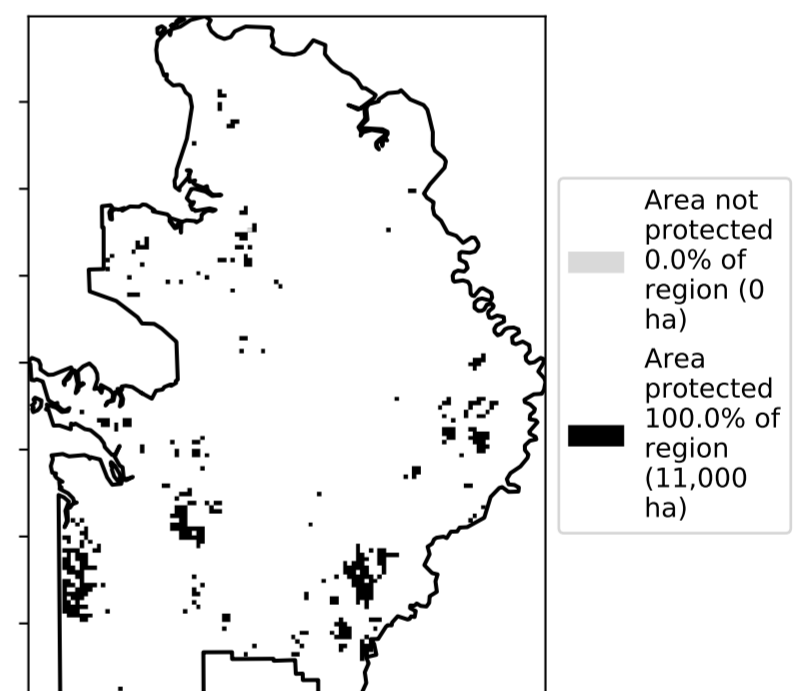 Area not
protected
0.0% of
region (0
ha)
Area
protected
100.0% of
region
(11,000
ha)